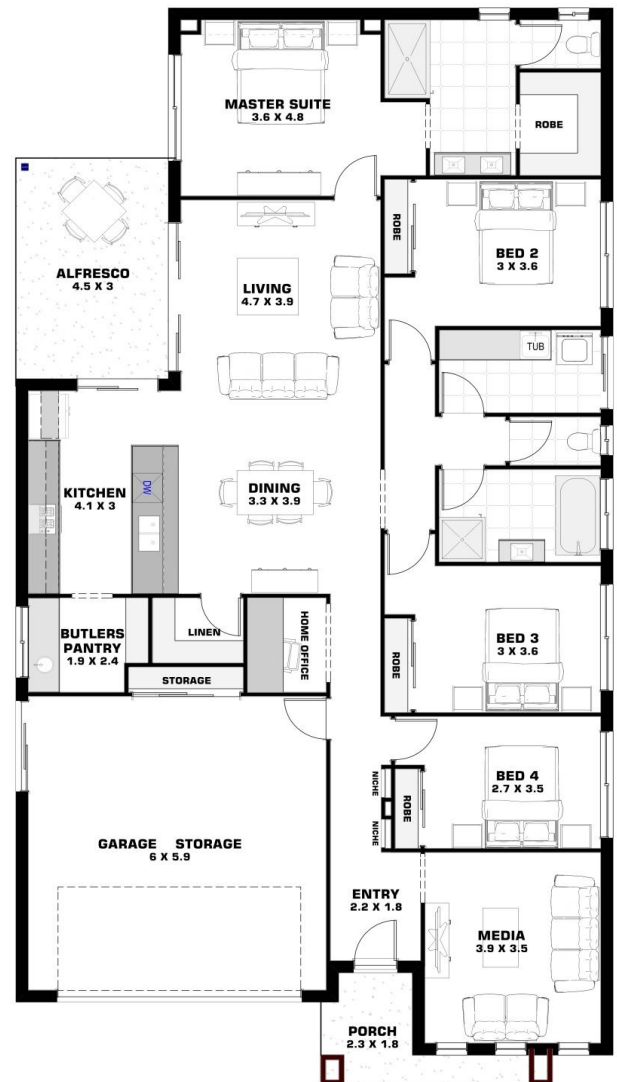 MASTER SUITE
3.6 X 4.8
ROBE
ALFRESCO
4.5 X 3
LIVING
4.7 X 3.9
ROBE
BED 2
3 X 3.6
TUB
KITCHEN
4.1 X 3
DW
DINING
3.3 X 3.9
BUTLERS
PANTRY
1.9 X 2.4
LINEN
HOME OFFICE
STORAGE
ROBE
BED 3
3 X 3.6
NICHE
NICHE
ROBE
BED 4
2.7 X 3.5
GARAGE STORAGE
6 X 5.9
ENTRY
2.2 X 1.8
MEDIA
3.9 X 3.5
PORCH
2.3 X 1.8